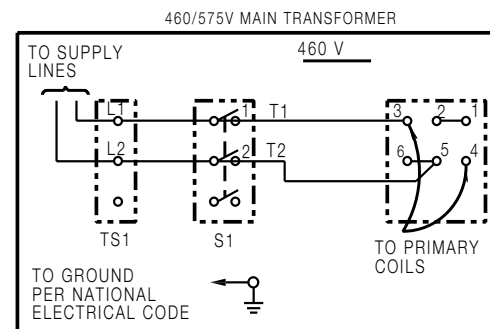 460/575V MAIN TRANSFORMER
460 V
TO SUPPLY
LINES
L1
1
T1
3
2
1
L2
2
T2
6
5
4
TS1
S1
TO PRIMARY
COILS
TO GROUND
PER NATIONAL
ELECTRICAL CODE